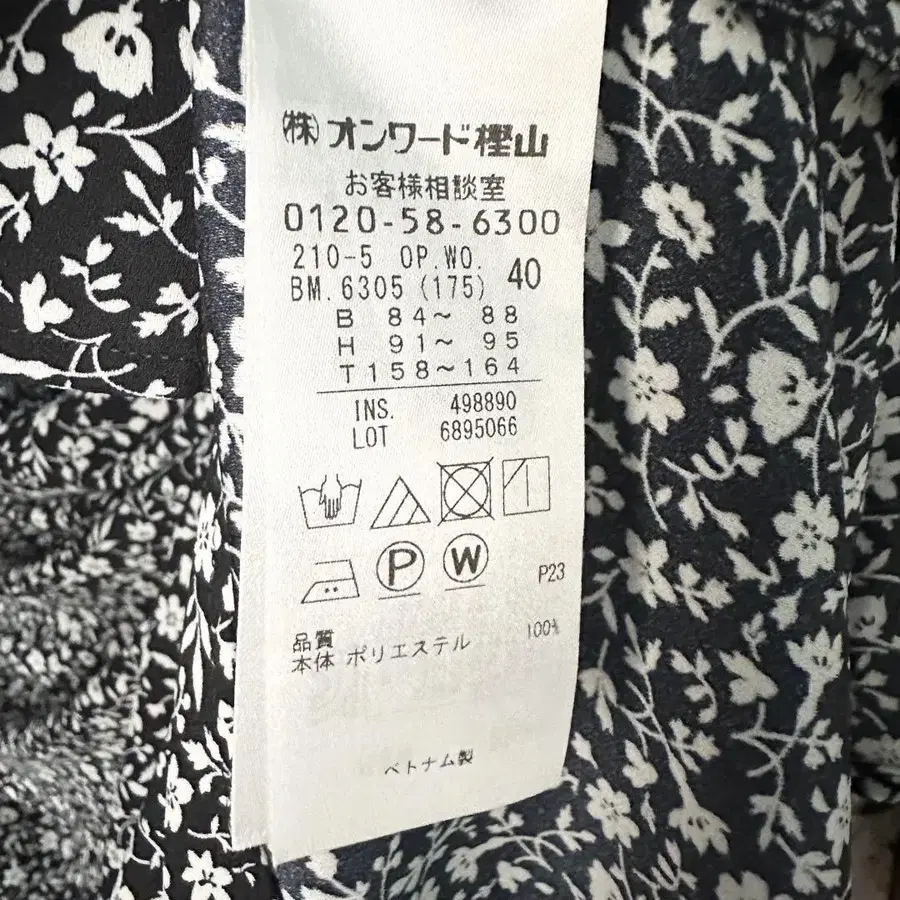 (株)オンワード樫山
お客様相談室
0120-58-6300
210-5 OP.WO. 40
BM.6305 (175)
B 84~ 88
H 91~ 95
T158~164
INS. 498890
LOT 6895066
P W
P23
品質
本体 ポリエステル 100%
ベトナム製